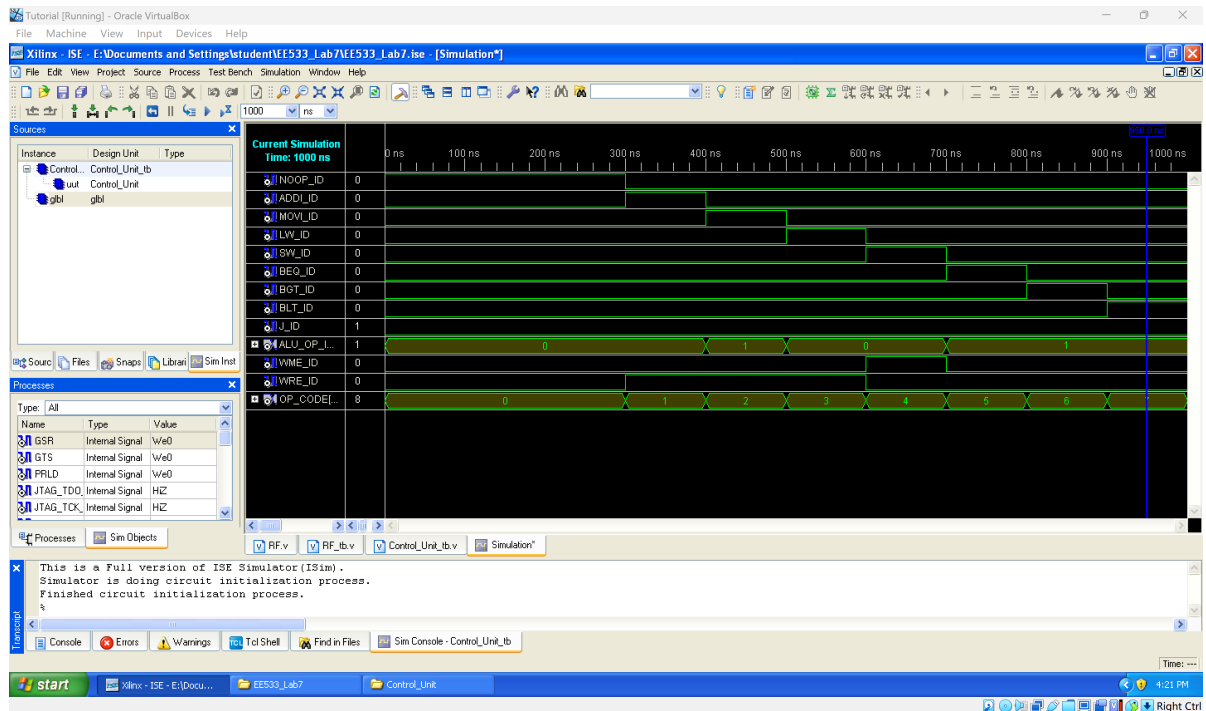 Tutorial [Running] - Oracle VirtualBox
File Machine View Input Devices Help
Xilinx - ISE - E:\Documents and Settings\student\EE533_Lab7\EE533_Lab7.ise - [Simulation*]
File Edit View Project Source Process Test Bench Simulation Window Help
1000 ns
Sources
Instance Design Unit Type
Control... Control_Unit_tb
uut Control_Unit
glbl glbl
Sourc Files Snaps Librari Sim Inst
Processes
Type: All
Name Type Value
GSR Internal Signal We0
GTS Internal Signal We0
PRLD Internal Signal We0
JTAG_TDO_ Internal Signal HiZ
JTAG_TCK_ Internal Signal HiZ
Processes Sim Objects
950.0 ns
Current Simulation
Time: 1000 ns
0 ns 100 ns 200 ns 300 ns 400 ns 500 ns 600 ns 700 ns 800 ns 900 ns 1000 ns
NOOP_ID 0
ADDI_ID 0
MOVI_ID 0
LW_ID 0
SW_ID 0
BEQ_ID 0
BGT_ID 0
BLT_ID 0
J_ID 1
ALU_OP_I... 1 0 1 0 1
WME_ID 0
WRE_ID 0
OP_CODE[... 8 0 1 2 3 4 5 6
RF.v RF_tb.v Control_Unit_tb.v Simulation*
This is a Full version of ISE Simulator(ISim).
Simulator is doing circuit initialization process.
Finished circuit initialization process.
%
Transcript
Console Errors Warnings Tcl Shell Find in Files Sim Console - Control_Unit_tb
Time: ---
start Xilinx - ISE - E:\Docu... EE533_Lab7 Control_Unit 4:21 PM
Right Ctrl